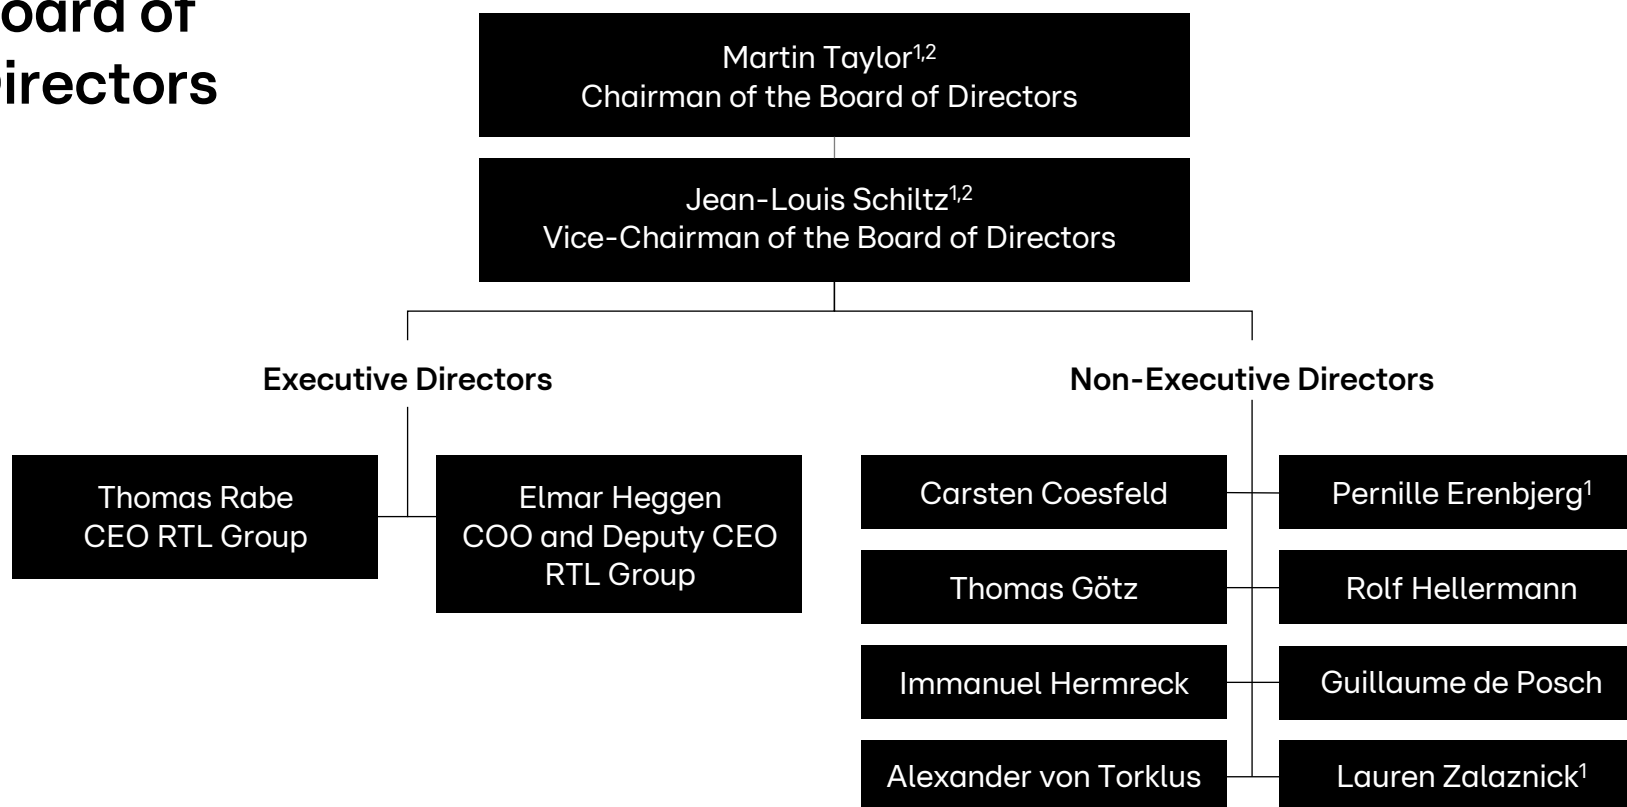 oard of
irectors
Martin Taylor1,2
Chairman of the Board of Directors
Jean-Louis Schiltz1,2
Vice-Chairman of the Board of Directors
Executive Directors
Non-Executive Directors
Thomas Rabe
CEO RTL Group
Elmar Heggen
COO and Deputy CEO
RTL Group
Carsten Coesfeld
Pernille Erenbjerg1
Thomas Götz
Rolf Hellermann
Immanuel Hermreck
Guillaume de Posch
Alexander von Torklus
Lauren Zalaznick1